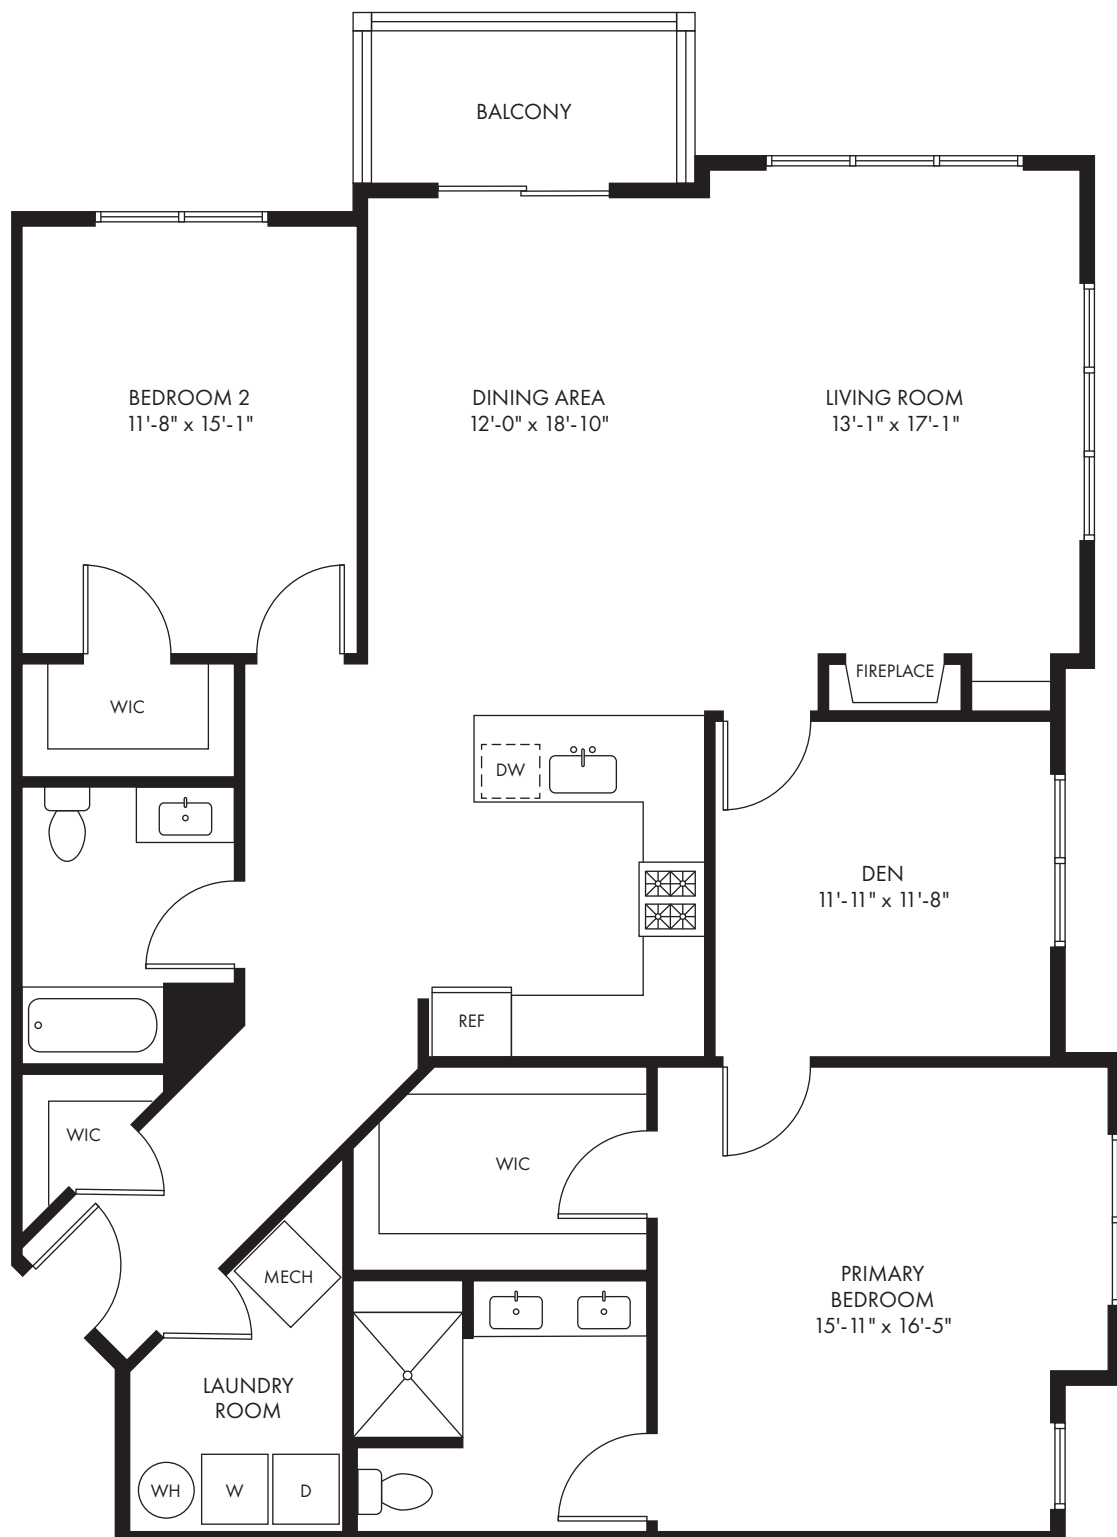 BALCONY
BEDROOM 2
11'-8" x 15'-1"
DINING AREA
12'-0" x 18'-10"
LIVING ROOM
13'-1" x 17'-1"
FIREPLACE
WIC
DW
DEN
11'-11" x 11'-8"
REF
WIC
WIC
MECH
PRIMARY
BEDROOM
15'-11" x 16'-5"
LAUNDRY
ROOM
WH
W
D